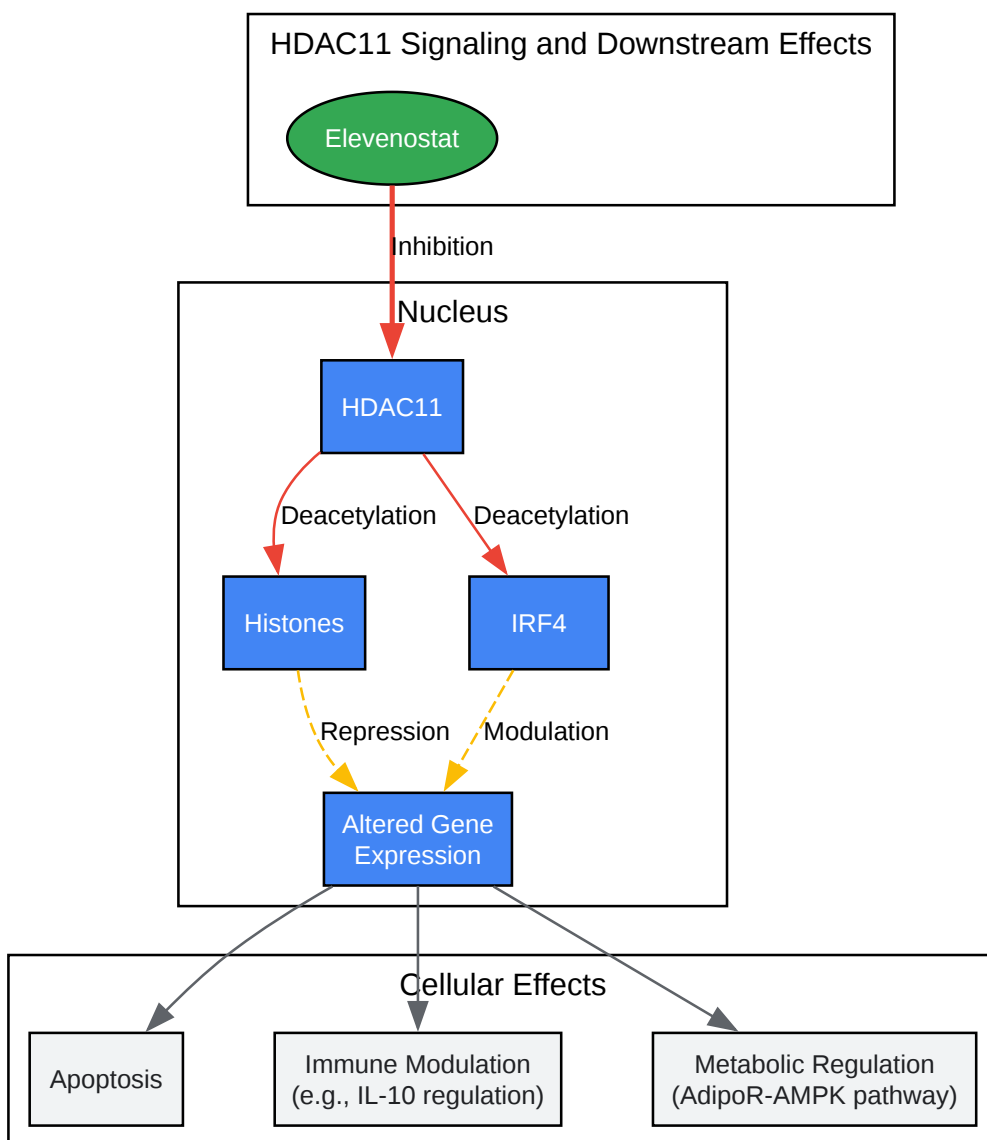 HDAC11 Signaling and Downstream Effects
Elevenostat
Inhibition
Nucleus
HDAC11
Deacetylation
Deacetylation
Histones
IRF4
Repression
Modulation
Altered Gene
Expression
Cellular Effects
Apoptosis
Immune Modulation
(e.g., IL-10 regulation)
Metabolic Regulation
(AdipoR-AMPK pathway)